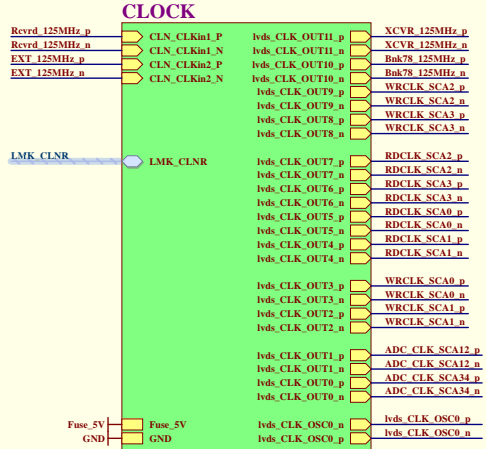 CLOCK
Rcvrd_125MHz_p CLN_CLKin1_P lvds_CLK_OUT11_p XCVR_125MHz_p
Rcvrd_125MHz_n CLN_CLKin1_N lvds_CLK_OUT11_n XCVR_125MHz_n
EXT_125MHz_p CLN_CLKin2_P lvds_CLK_OUT10_p Bnk78_125MHz_p
EXT_125MHz_n CLN_CLKin2_N lvds_CLK_OUT10_n Bnk78_125MHz_n
lvds_CLK_OUT9_p WRCLK_SCA2_p
lvds_CLK_OUT9_n WRCLK_SCA2_n
lvds_CLK_OUT8_p WRCLK_SCA3_p
lvds_CLK_OUT8_n WRCLK_SCA3_n
LMK_CLNR LMK_CLNR lvds_CLK_OUT7_p RDCLK_SCA2_p
lvds_CLK_OUT7_n RDCLK_SCA2_n
lvds_CLK_OUT6_p RDCLK_SCA3_p
lvds_CLK_OUT6_n RDCLK_SCA3_n
lvds_CLK_OUT5_p RDCLK_SCA0_p
lvds_CLK_OUT5_n RDCLK_SCA0_n
lvds_CLK_OUT4_p RDCLK_SCA1_p
lvds_CLK_OUT4_n RDCLK_SCA1_n
lvds_CLK_OUT3_p WRCLK_SCA0_p
lvds_CLK_OUT3_n WRCLK_SCA0_n
lvds_CLK_OUT2_p WRCLK_SCA1_p
lvds_CLK_OUT2_n WRCLK_SCA1_n
lvds_CLK_OUT1_p ADC_CLK_SCA12_p
lvds_CLK_OUT1_n ADC_CLK_SCA12_n
lvds_CLK_OUT0_p ADC_CLK_SCA34_p
lvds_CLK_OUT0_n ADC_CLK_SCA34_n
Fuse_5V Fuse_5V lvds_CLK_OSC0_n lvds_CLK_OSC0_p
GND GND lvds_CLK_OSC0_p lvds_CLK_OSC0_n